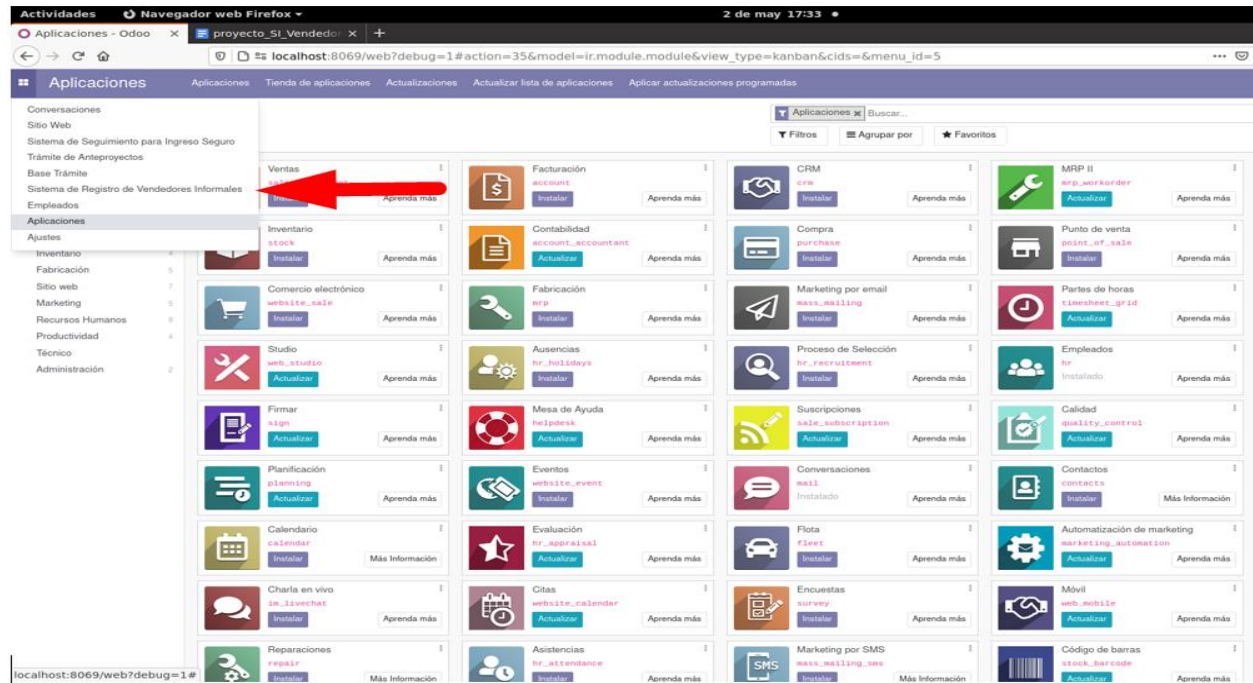 Actividades Navegador web Firefox 2 de may 17:33
Aplicaciones - Odoo × proyecto_SI_Vendedor × +
localhost:8069/web?debug=1#action=35&model=ir.module.module&view_type=kanban&cids=&menu_id=5
Aplicaciones Aplicaciones Tienda de aplicaciones Actualizaciones Actualizar lista de aplicaciones Aplicar actualizaciones programadas
Conversaciones
Sitio Web
Sistema de Seguimiento para Ingreso Seguro
Trámite de Anteproyectos
Base Trámite
Sistema de Registro de Vendedores Informales
Empleados
Aplicaciones
Ajustes
Aplicaciones × Buscar...
Filtros Agrupar por Favoritos
Inventario 4
Fabricación 5
Sitio web 7
Marketing 5
Recursos Humanos 9
Productividad 4
Técnico
Administración 2
Ventas Facturación CRM MRP II
account crm mrp_workorder
Aprenda más Instalar Aprenda más Instalar Aprenda más Actualizar Aprenda más
Inventario Contabilidad Compra Punto de venta
stock account_accountant purchase point_of_sale
Instalar Aprenda más Actualizar Aprenda más Instalar Aprenda más Instalar Aprenda más
Comercio electrónico Fabricación Marketing por email Partes de horas
website_sale mrp mass_mailing timesheet_grid
Instalar Aprenda más Instalar Aprenda más Instalar Aprenda más Actualizar Aprenda más
Studio Ausencias Proceso de Selección Empleados
web_studio hr_holidays hr_recruitment hr
Actualizar Aprenda más Instalar Aprenda más Instalar Aprenda más Instalado Aprenda más
Firmar Mesa de Ayuda Suscripciones Calidad
sign helpdesk sale_subscription quality_control
Actualizar Aprenda más Actualizar Aprenda más Actualizar Aprenda más Actualizar Aprenda más
Planificación Eventos Conversaciones Contactos
planning website_event mail contacts
Actualizar Aprenda más Instalar Aprenda más Instalado Aprenda más Instalar Más Información
Calendario Evaluación Flota Automatización de marketing
calendar hr_appraisal fleet marketing_automation
Instalar Más Información Actualizar Aprenda más Instalar Aprenda más Actualizar Aprenda más
Charla en vivo Citas Encuestas Móvil
im_livechat website_calendar survey web_mobile
Instalar Aprenda más Actualizar Aprenda más Instalar Aprenda más Actualizar Aprenda más
Reparaciones Asistencias Marketing por SMS Código de barras
repair hr_attendance SMS mass_mailing_sms stock_barcode
Instalar Más Información Instalar Aprenda más Instalar Más Información Actualizar Aprenda más
localhost:8069/web?debug=1#